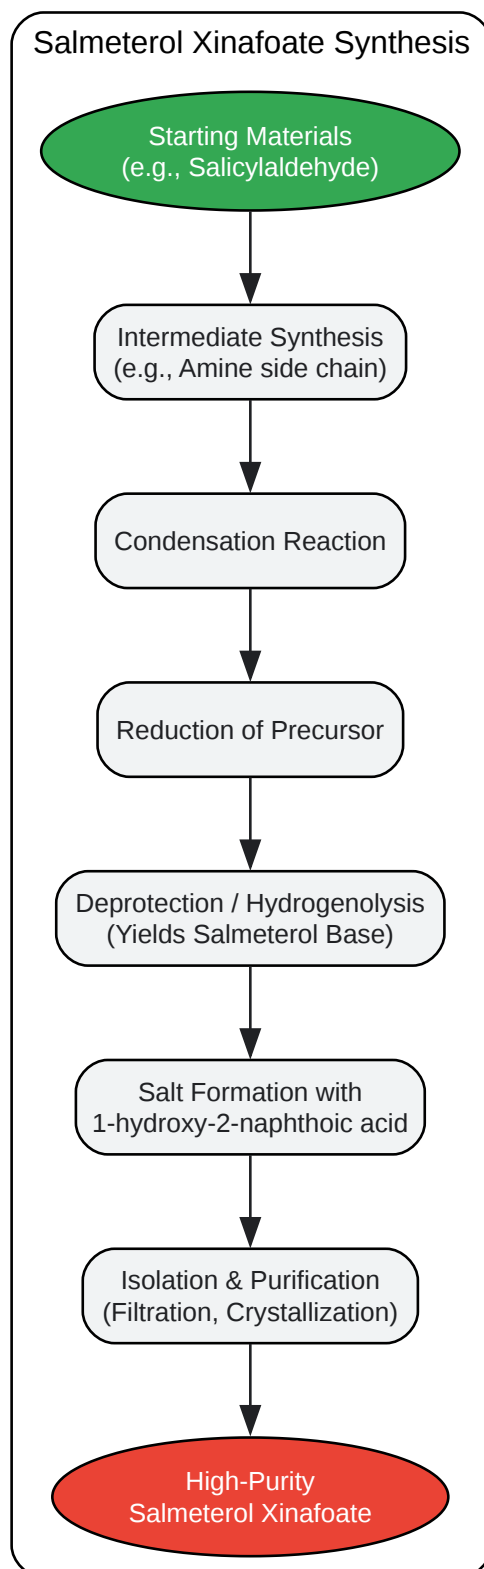 Salmeterol Xinafoate Synthesis
Starting Materials
(e.g., Salicylaldehyde)
Intermediate Synthesis
(e.g., Amine side chain)
Condensation Reaction
Reduction of Precursor
Deprotection / Hydrogenolysis
(Yields Salmeterol Base)
Salt Formation with
1-hydroxy-2-naphthoic acid
Isolation & Purification
(Filtration, Crystallization)
High-Purity
Salmeterol Xinafoate